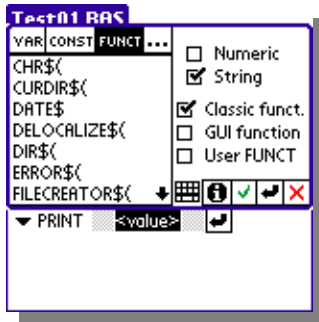 Test01.BAS
VAR CONST FUNCT ...
CHR$(
CURDIR$(
DATE$
DELOCALIZE$(
DIR$(
ERROR$(
FILECREATOR$(
Numeric
String
Classic funct.
GUI function
User FUNCT
PRINT <value>